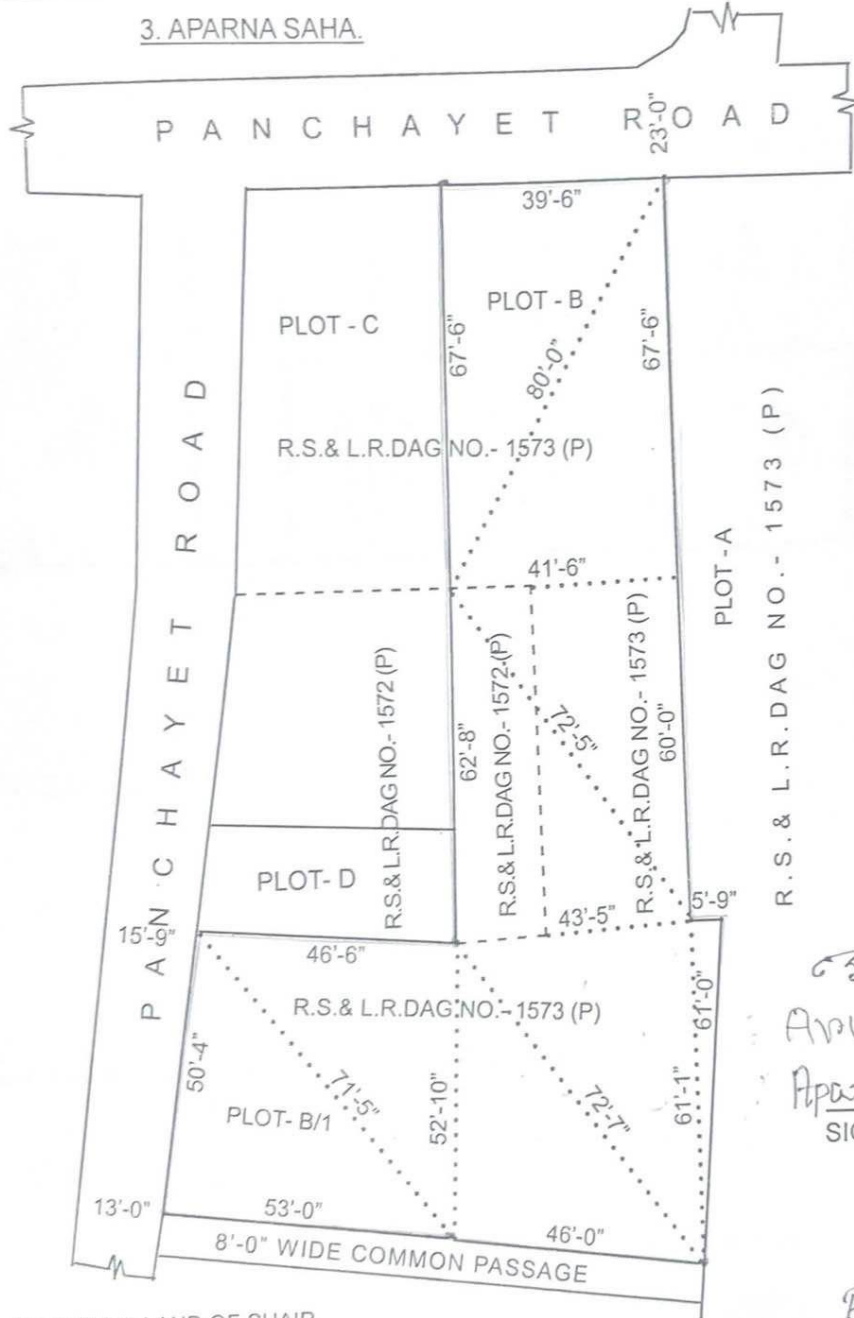 3. APARNA SAHA.
PANCHAYET ROAD
23'-0"
39'-6"
PLOT - C
PLOT - B
67'-6"
67'-6"
80'-0"
R.S.& L.R.DAG NO.- 1573 (P)
PANCHAYET ROAD
41'-6"
PLOT - A
R.S.& L.R.DAG NO.- 1573 (P)
R.S.& L.R.DAG NO.- 1572 (P)
62'-8"
R.S.& L.R.DAG NO.- 1572 (P)
72'-5"
R.S.& L.R.DAG NO.- 1573 (P)
60'-0"
PLOT- D
43'-5"
5'-9"
15'-9"
46'-6"
R.S.& L.R.DAG NO.- 1573 (P)
61'-0"
50'-4"
71'-5"
52'-10"
72'-7"
61'-1"
PLOT- B/1
13'-0"
53'-0"
46'-0"
8'-0" WIDE COMMON PASSAGE